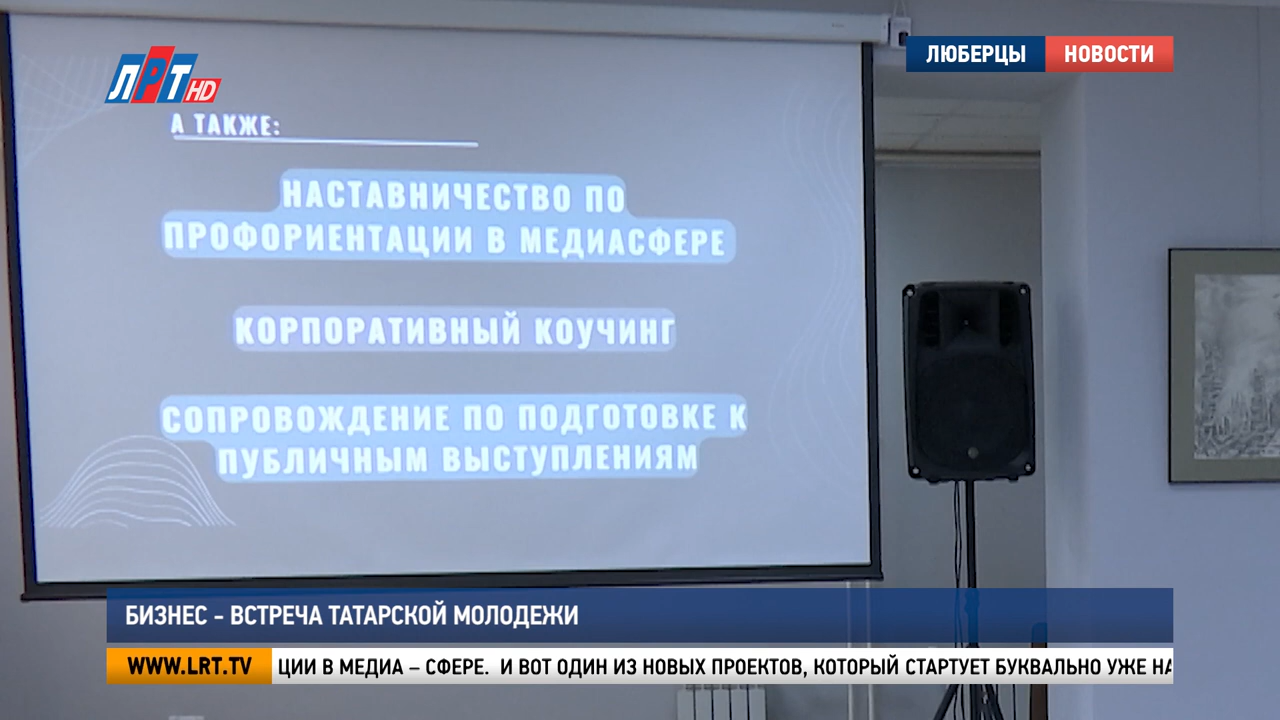 ЛРТ HD
ЛЮБЕРЦЫ НОВОСТИ
А ТАКЖЕ:
НАСТАВНИЧЕСТВО ПО
ПРОФОРИЕНТАЦИИ В МЕДИАСФЕРЕ
КОРПОРАТИВНЫЙ КОУЧИНГ
СОПРОВОЖДЕНИЕ ПО ПОДГОТОВКЕ К
ПУБЛИЧНЫМ ВЫСТУПЛЕНИЯМ
БИЗНЕС - ВСТРЕЧА ТАТАРСКОЙ МОЛОДЕЖИ
WWW.LRT.TV ЦИИ В МЕДИА – СФЕРЕ. И ВОТ ОДИН ИЗ НОВЫХ ПРОЕКТОВ, КОТОРЫЙ СТАРТУЕТ БУКВАЛЬНО УЖЕ НА